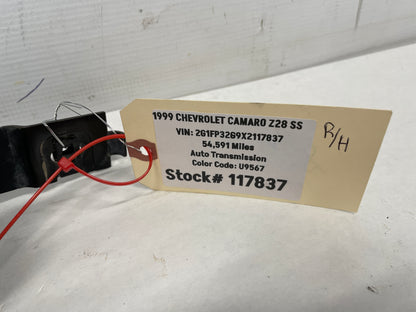 1999 CHEVROLET CAMARO Z28 SS
VIN: 2G1FP32G9X2117837
54,591 Miles
Auto Transmission
Color Code: U9567
Stock# 117837
R/H